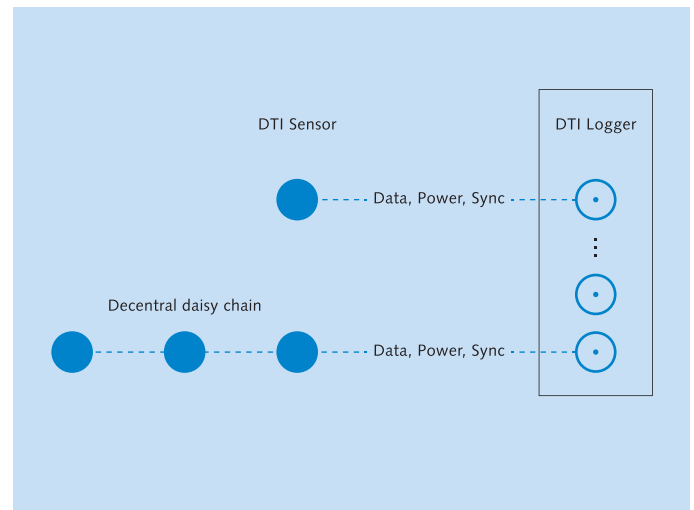 DTI Sensor
DTI Logger
Data, Power, Sync
Decentral daisy chain
Data, Power, Sync